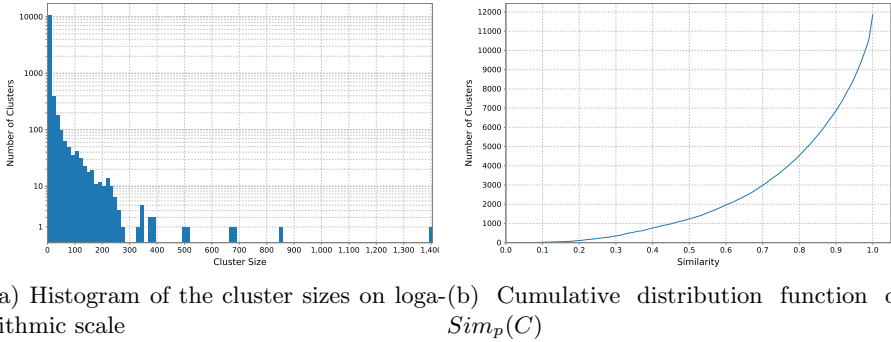 10000
1000
100
10
1
Number of Clusters
0 100 200 300 400 500 600 700 800 900 1,000 1,100 1,200 1,300 1,400
Cluster Size
12000
11000
10000
9000
8000
7000
6000
5000
4000
3000
2000
1000
0
Number of Clusters
0.0 0.1 0.2 0.3 0.4 0.5 0.6 0.7 0.8 0.9 1.0
Similarity
a) Histogram of the cluster sizes on loga-
ithmic scale
(b) Cumulative distribution function o
Sim_p(C)